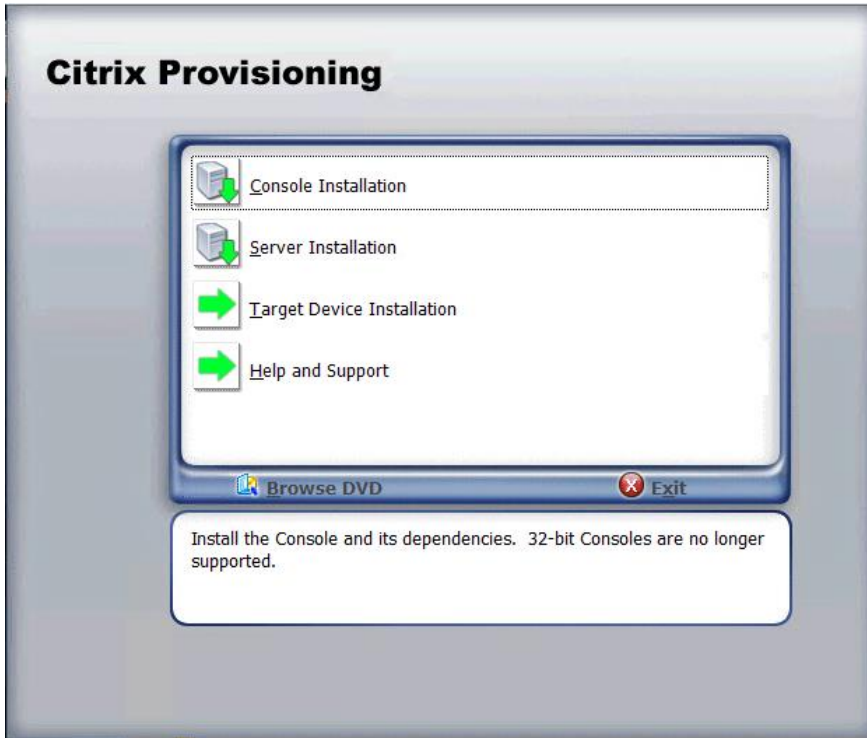 Citrix Provisioning
Console Installation
Server Installation
Target Device Installation
Help and Support
Browse DVD
Exit
Install the Console and its dependencies.  32-bit Consoles are no longer
supported.